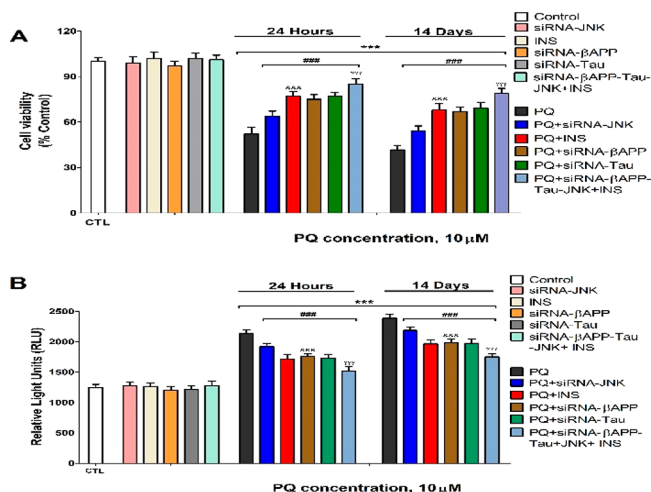 A
Cell viability
(% Control)
120
90
60
30
0
CTL
24 Hours
14 Days
***
###
###
&&&
&&&
PQ concentration, 10µM
Control
siRNA-JNK
INS
siRNA-βAPP
siRNA-Tau
siRNA-βAPP-Tau-
JNK+INS
PQ
PQ+siRNA-JNK
PQ+INS
PQ+siRNA-βAPP
PQ+siRNA-Tau
PQ+siRNA-βAPP-
Tau-JNK+INS
B
Relative Light Units (RLU)
2500
2000
1500
1000
500
0
CTL
24 Hours
14 Days
***
###
###
&&&
&&&
PQ concentration, 10µM
Control
siRNA-JNK
INS
siRNA-βAPP
siRNA-Tau
siRNA-βAPP-Tau
-JNK+ INS
PQ
PQ+siRNA-JNK
PQ+INS
PQ+siRNA-βAPP
PQ+siRNA-Tau
PQ+siRNA-βAPP-
Tau+JNK+ INS